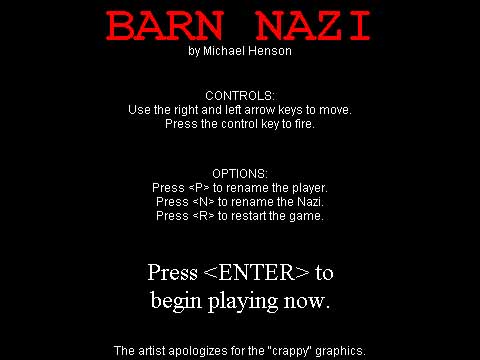 BARN NAZI
by Michael Henson
CONTROLS:
Use the right and left arrow keys to move.
Press the control key to fire.
OPTIONS:
Press <P> to rename the player.
Press <N> to rename the Nazi.
Press <R> to restart the game.
Press <ENTER> to
begin playing now.
The artist apologizes for the "crappy" graphics.